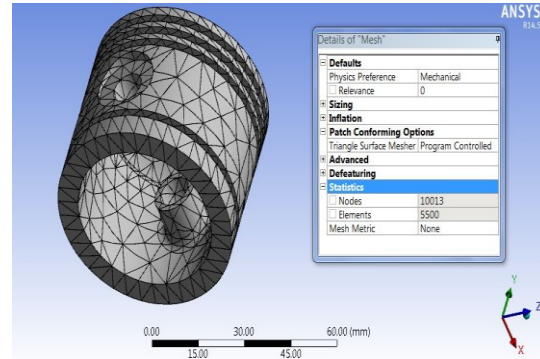 ANSYS
R14.5
Details of "Mesh"
Defaults
Physics Preference Mechanical
Relevance 0
Sizing
Inflation
Patch Conforming Options
Triangle Surface Mesher Program Controlled
Advanced
Defeaturing
Statistics
Nodes 10013
Elements 5500
Mesh Metric None
Y
Z
X
0.00 30.00 60.00 (mm)
15.00 45.00